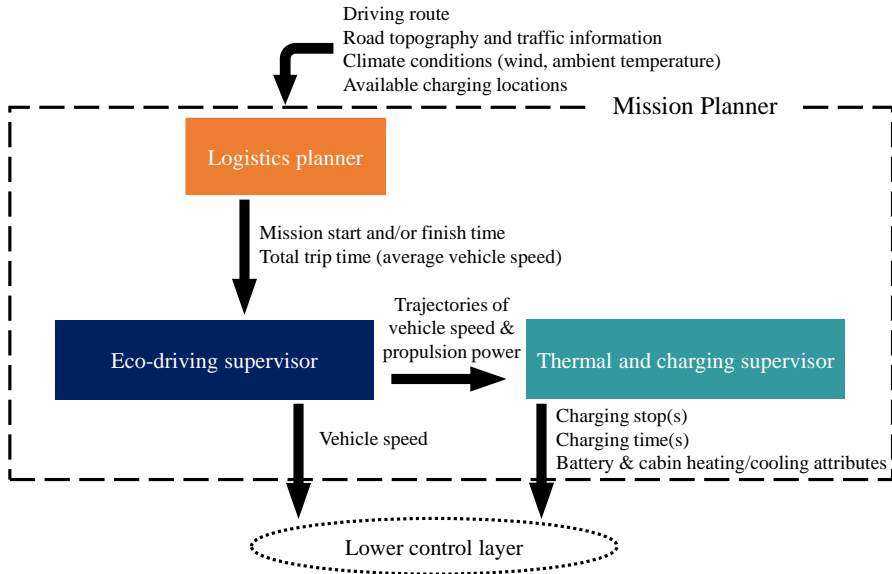 Driving route
Road topography and traffic information
Climate conditions (wind, ambient temperature)
Available charging locations
Mission Planner
Logistics planner
Mission start and/or finish time
Total trip time (average vehicle speed)
Trajectories of
vehicle speed &
propulsion power
Eco-driving supervisor
Thermal and charging supervisor
Vehicle speed
Charging stop(s)
Charging time(s)
Battery & cabin heating/cooling attributes
Lower control layer